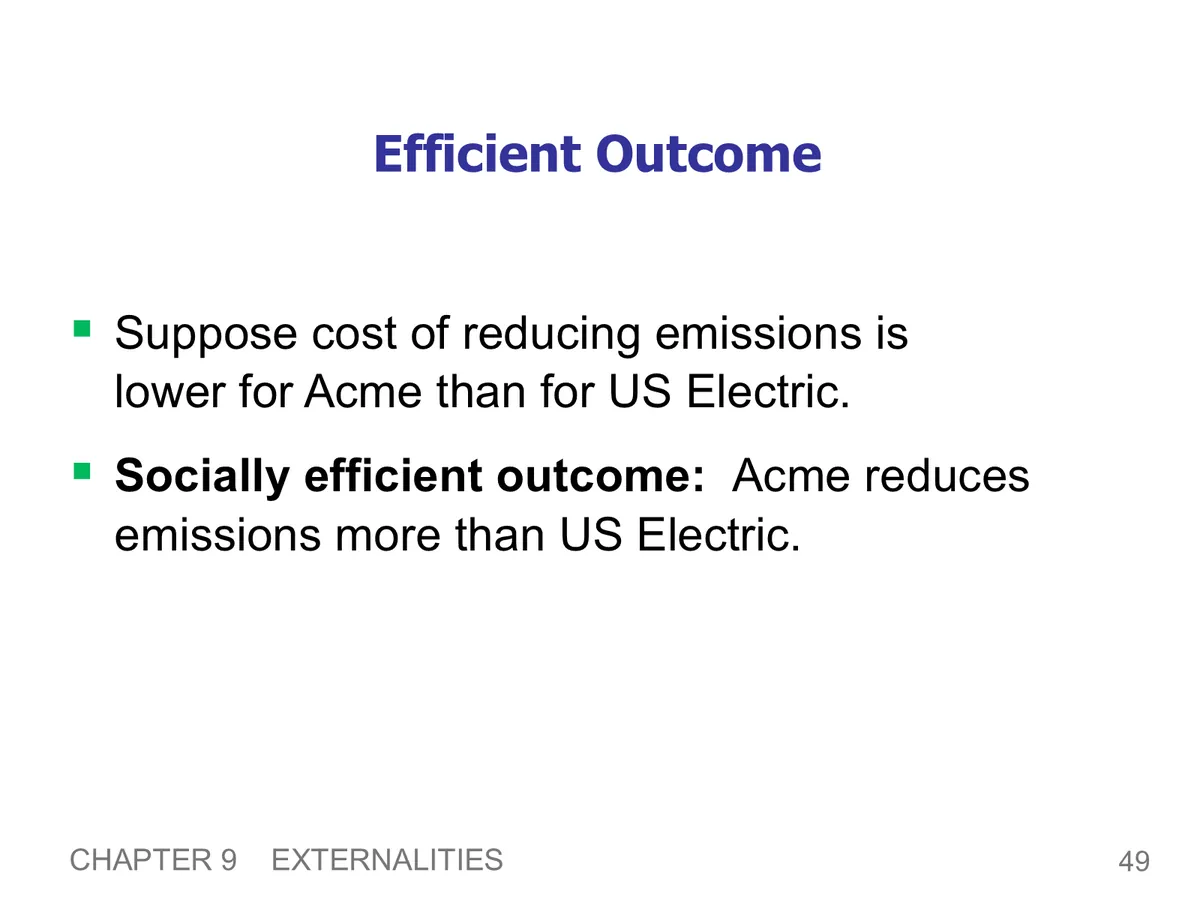 Efficient Outcome
Suppose cost of reducing emissions is
lower for Acme than for US Electric.
Socially efficient outcome: Acme reduces
emissions more than US Electric.
CHAPTER 9 EXTERNALITIES
49